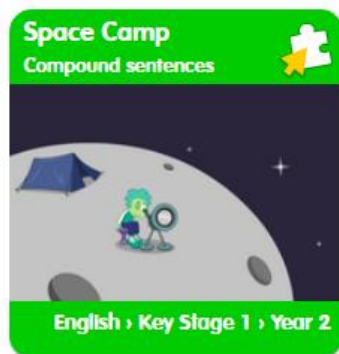 Space Camp
Compound sentences
English › Key Stage 1 › Year 2